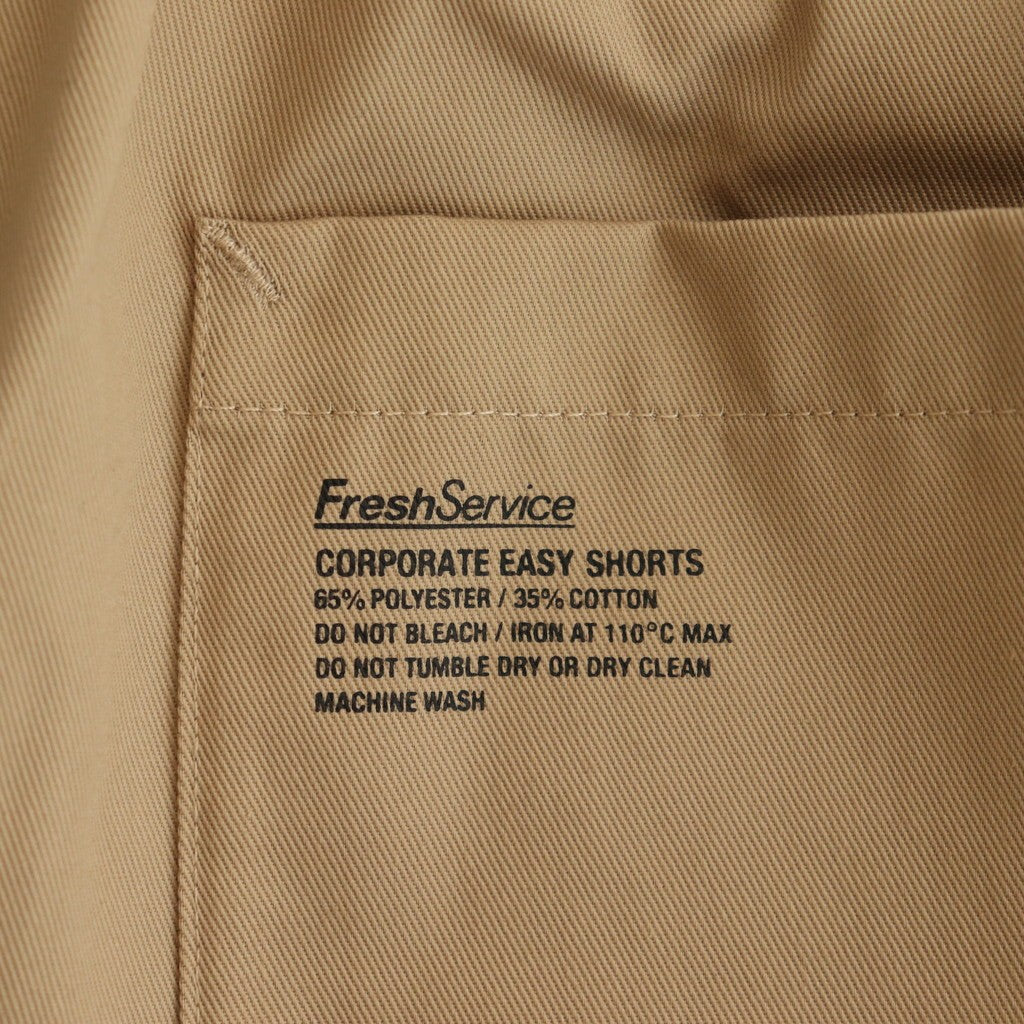 FreshService
CORPORATE EASY SHORTS
65% POLYESTER / 35% COTTON
DO NOT BLEACH / IRON AT 110°C MAX
DO NOT TUMBLE DRY OR DRY CLEAN
MACHINE WASH